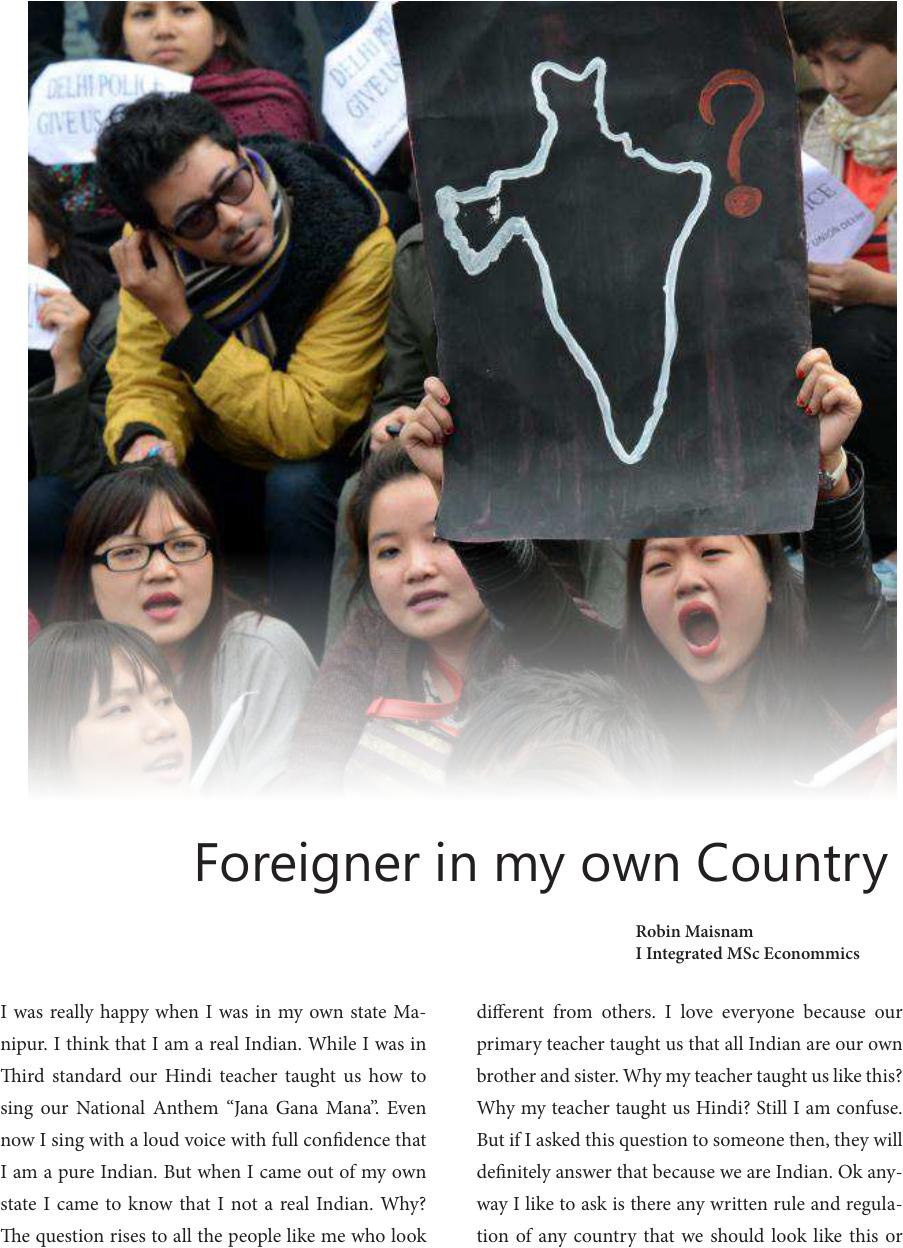 DELHI POLICE
GIVE US
DELHI PO
GIVE US
ICE
UNION DELHI
?
Foreigner in my own Country
Robin Maisnam
I Integrated MSc Econommics
I was really happy when I was in my own state Ma-
nipur. I think that I am a real Indian. While I was in
Third standard our Hindi teacher taught us how to
sing our National Anthem “Jana Gana Mana”. Even
now I sing with a loud voice with full confidence that
I am a pure Indian. But when I came out of my own
state I came to know that I not a real Indian. Why?
The question rises to all the people like me who look
different from others. I love everyone because our
primary teacher taught us that all Indian are our own
brother and sister. Why my teacher taught us like this?
Why my teacher taught us Hindi? Still I am confuse.
But if I asked this question to someone then, they will
definitely answer that because we are Indian. Ok any-
way I like to ask is there any written rule and regula-
tion of any country that we should look like this or